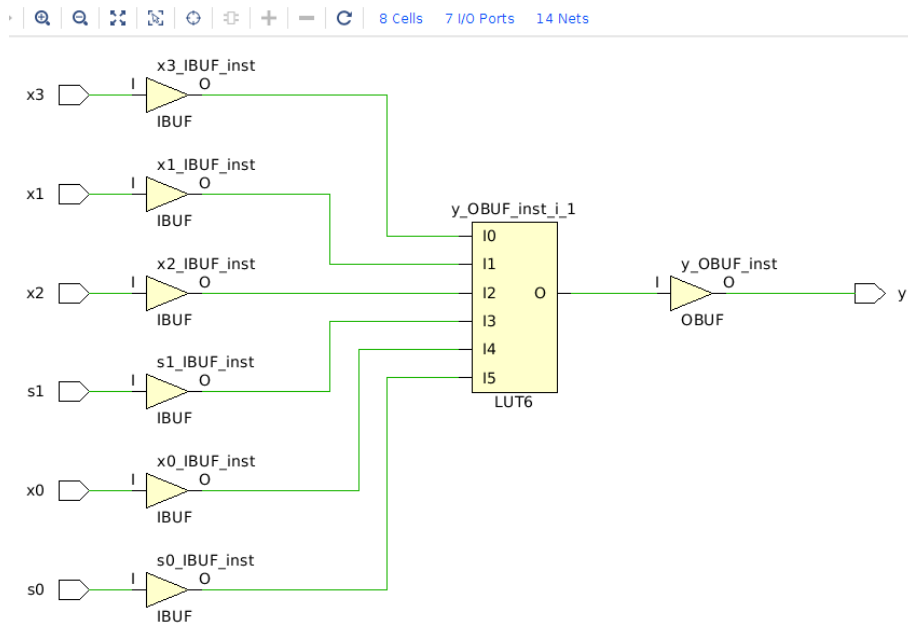 8 Cells 7 I/O Ports 14 Nets
x3_IBUF_inst
x3 I O
IBUF
x1_IBUF_inst
x1 I O
IBUF
y_OBUF_inst_i_1
I0
I1
x2_IBUF_inst
x2 I O
IBUF
I2 O
I3
I4
I5
LUT6
y_OBUF_inst
I O y
OBUF
s1_IBUF_inst
s1 I O
IBUF
x0_IBUF_inst
x0 I O
IBUF
s0_IBUF_inst
s0 I O
IBUF